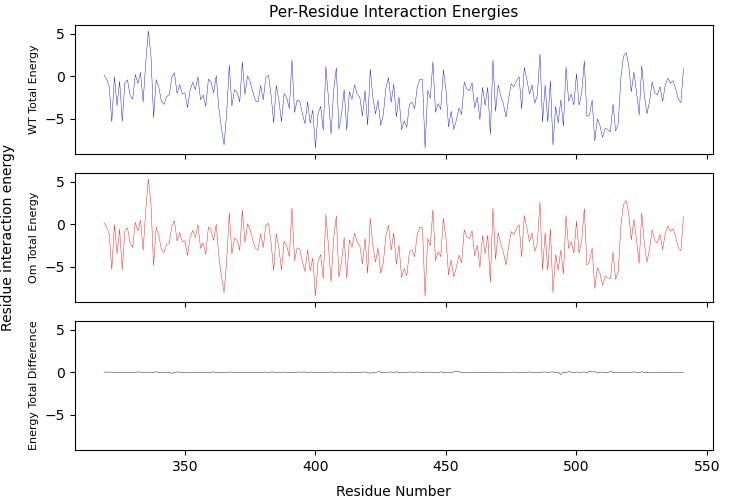 Per-Residue Interaction Energies
Residue interaction energy
WT Total Energy
5
0
−5
Om Total Energy
5
0
−5
Energy Total Difference
5
0
−5
350 400 450 500 550
Residue Number